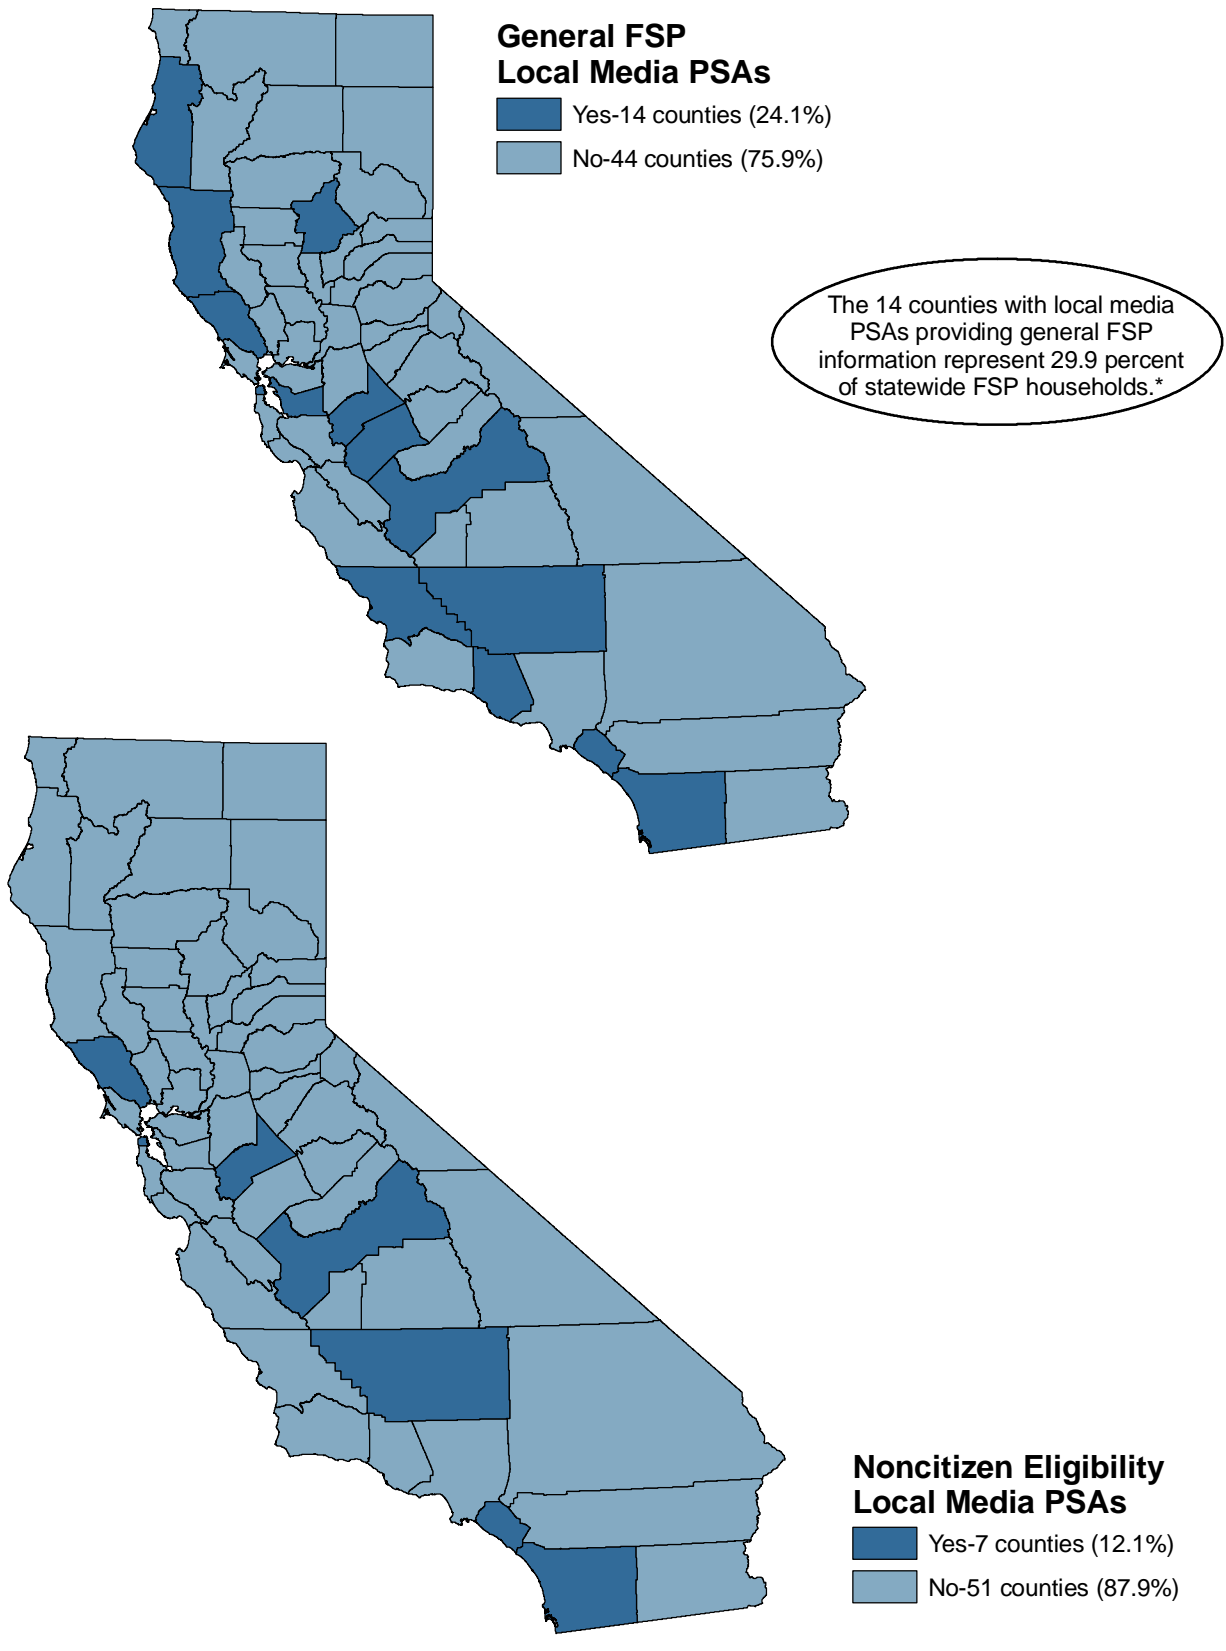 General FSP
Local Media PSAs
Yes-14 counties (24.1%)
No-44 counties (75.9%)
The 14 counties with local media
PSAs providing general FSP
information represent 29.9 percent
of statewide FSP households.*
Noncitizen Eligibility
Local Media PSAs
Yes-7 counties (12.1%)
No-51 counties (87.9%)